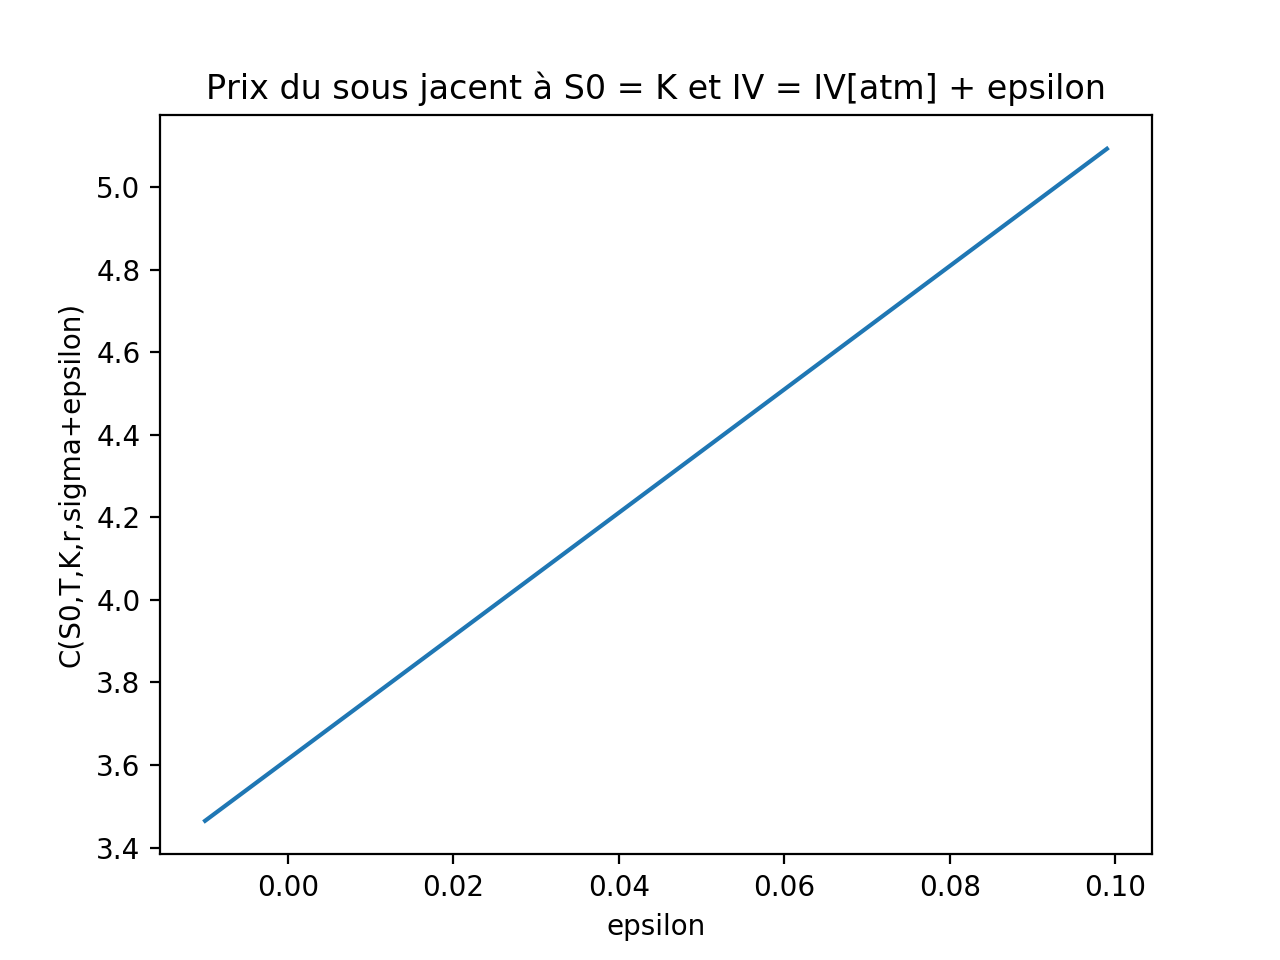 Prix du sous jacent à S0 = K et IV = IV[atm] + epsilon
C(S0,T,K,r,sigma+epsilon)
5.0
4.8
4.6
4.4
4.2
4.0
3.8
3.6
3.4
0.00 0.02 0.04 0.06 0.08 0.10
epsilon